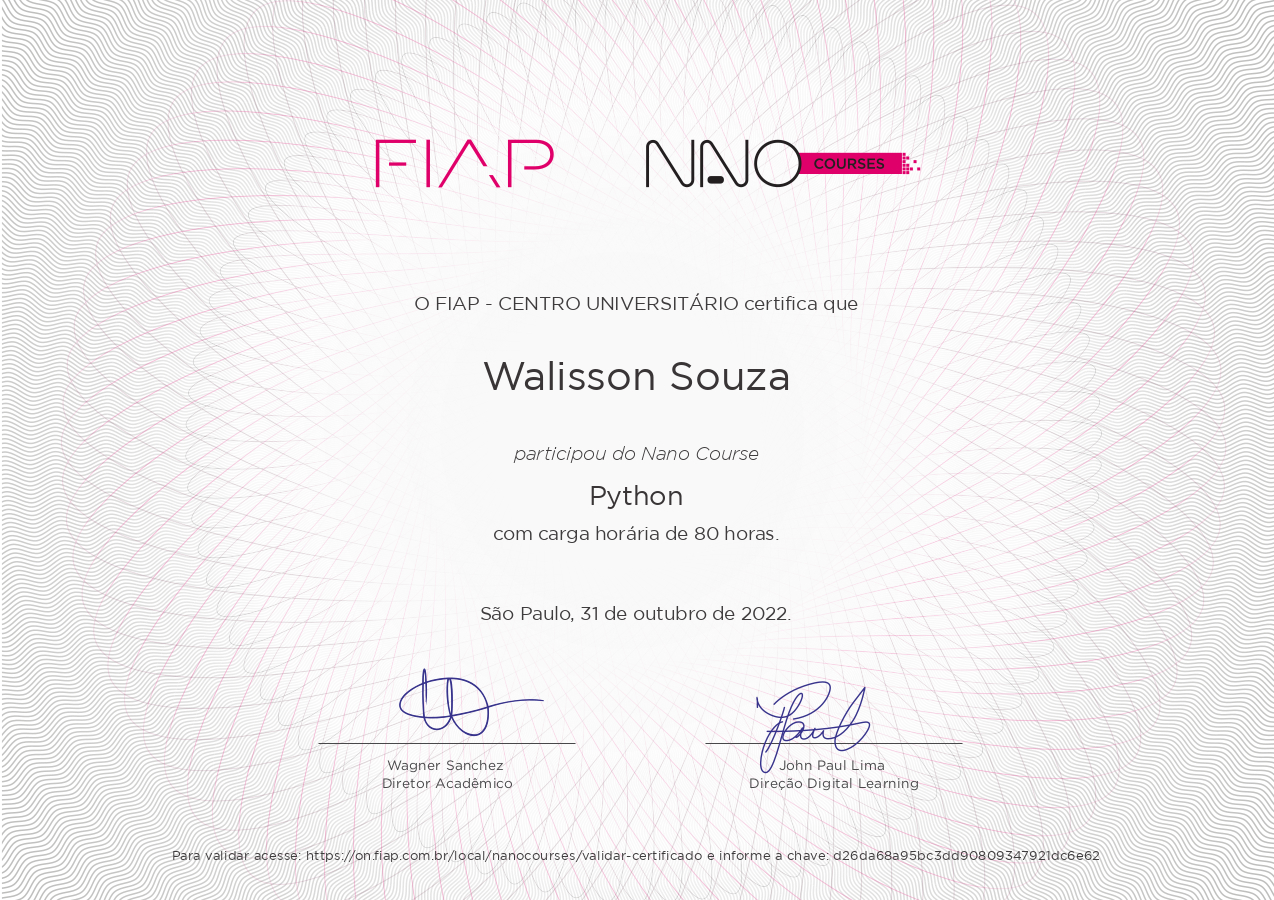 FIAP NANO COURSES
O FIAP - CENTRO UNIVERSITÁRIO certifica que
Walisson Souza
participou do Nano Course
Python
com carga horária de 80 horas.
São Paulo, 31 de outubro de 2022.
Wagner Sanchez
Diretor Acadêmico
John Paul Lima
Direção Digital Learning
Para validar acesse: https://on.fiap.com.br/local/nanocourses/validar-certificado e informe a chave: d26da68a95bc3dd90809347921dc6e62